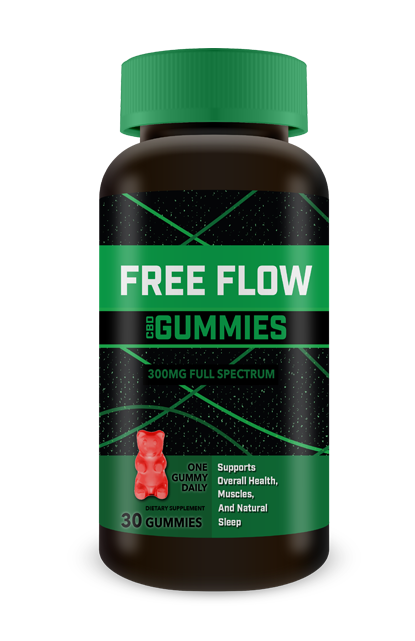 FREE FLOW
CBD GUMMIES
300MG FULL SPECTRUM
ONE
GUMMY
DAILY
DIETARY SUPPLEMENT
30 GUMMIES
Supports
Overall Health,
Muscles,
And Natural
Sleep